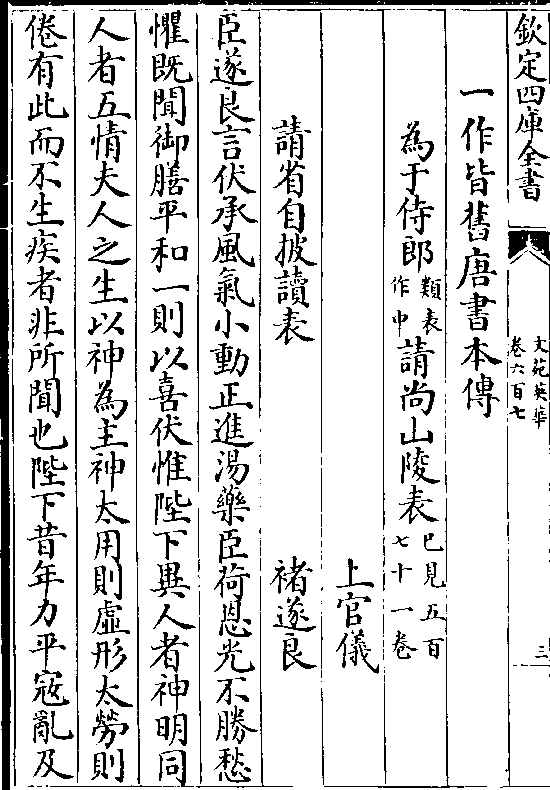 欽定四庫全書
文苑英華
卷六百七
三
一作皆舊唐書本傳
為于侍郎類表作中請尚山陵表已見五百七十一卷
上官儀
請省自披讀表 褚遂良
臣遂良言伏承風氣小動正進湯藥臣荷恩光不勝愁
懼既聞御膳平和一則以喜伏惟陛下異人者神明同
人者五情夫人之生以神為主神太用則虛形太勞則
倦有此而不生疾者非所聞也陛下昔年力平寇亂及